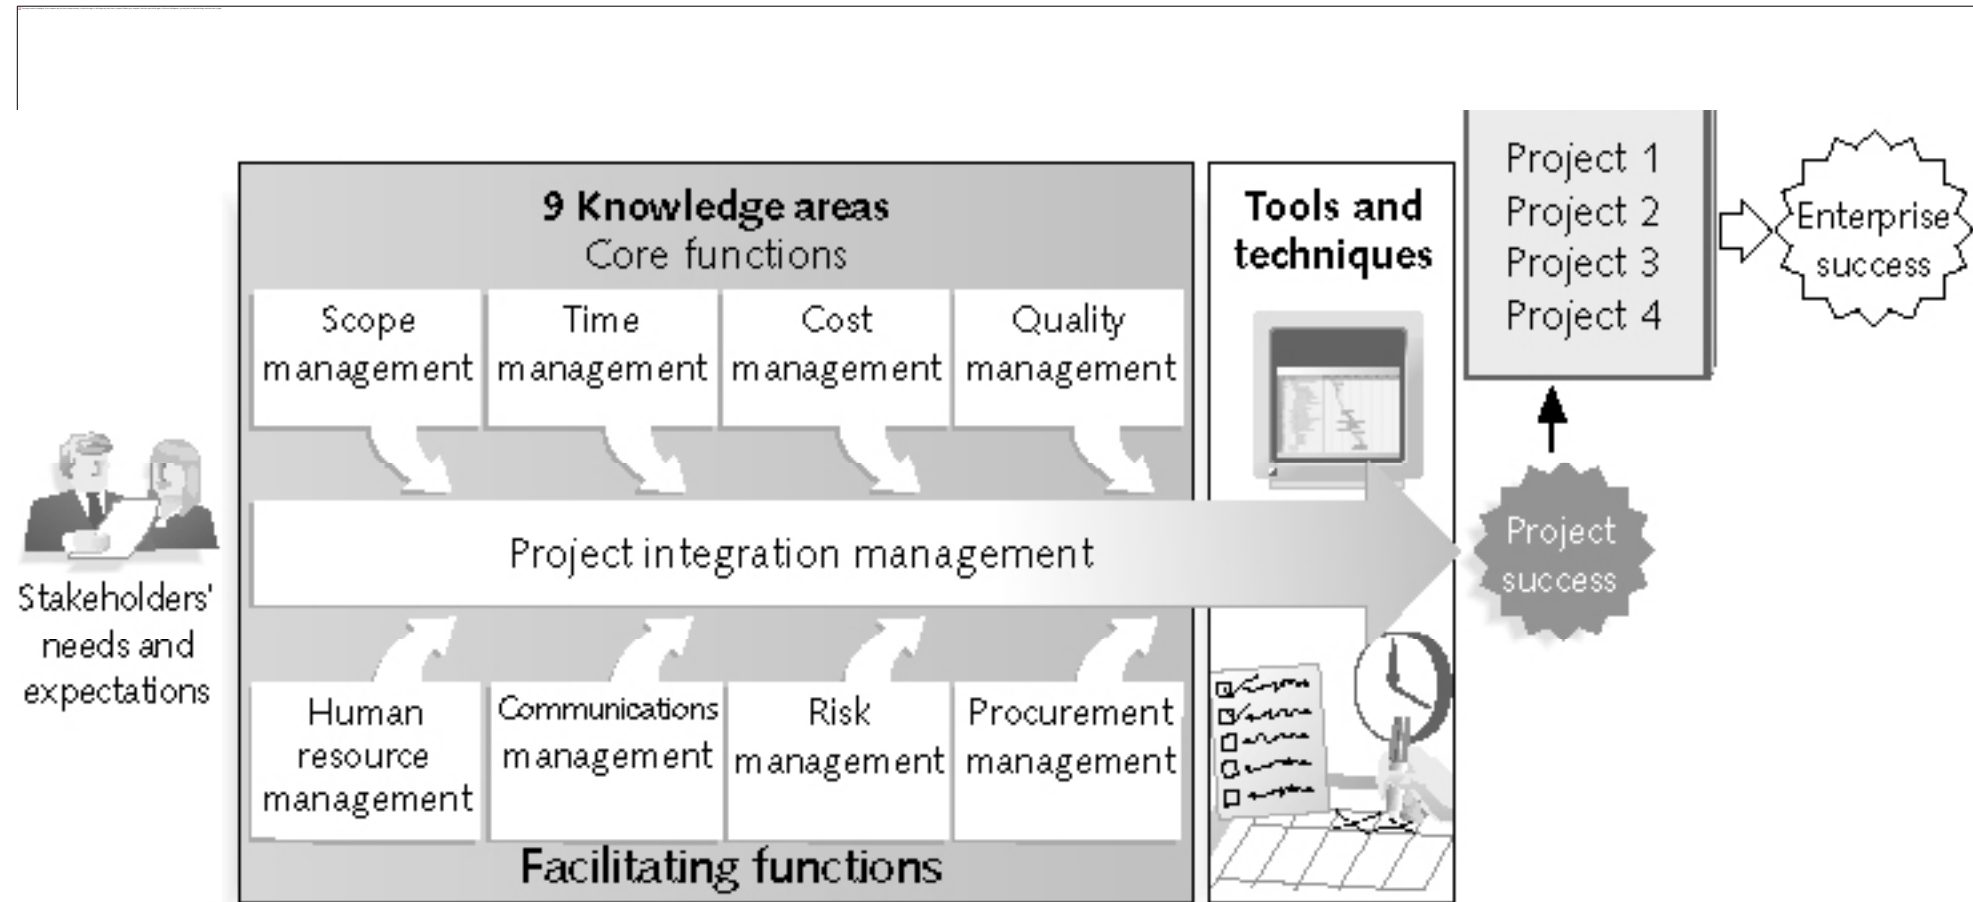 9 Knowledge areas
Core functions
Scope
management
Time
management
Cost
management
Quality
management
Project integration management
Human
resource
management
Communications
management
Risk
management
Procurement
management
Facilitating functions
Stakeholders'
needs and
expectations
Tools and
techniques
Project 1
Project 2
Project 3
Project 4
Enterprise
success
Project
success